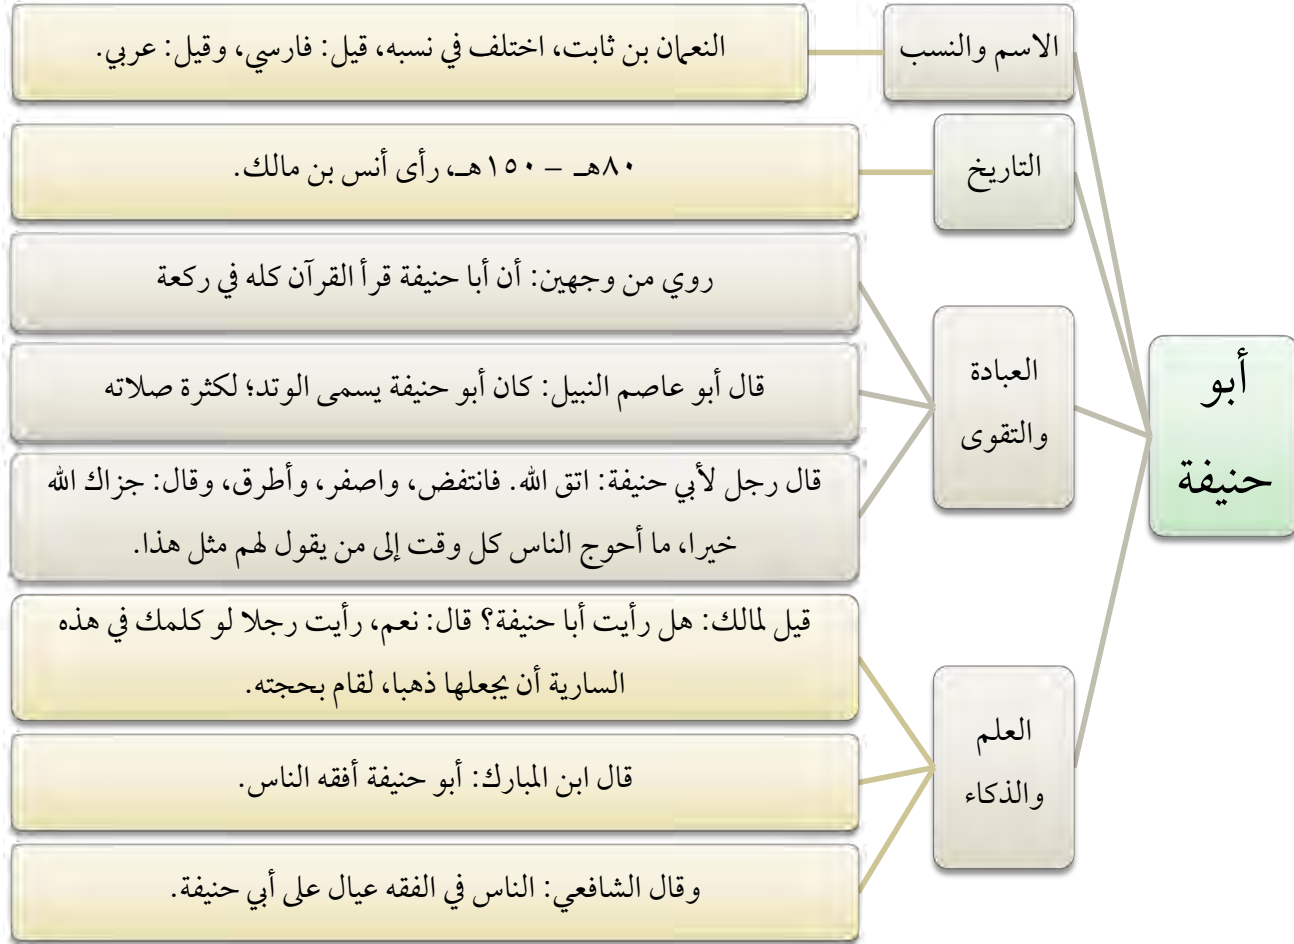 أبو
حنيفة
الاسم والنسب
النعمان بن ثابت، اختلف في نسبه، قيل: فارسي، وقيل: عربي.
التاريخ
٨٠هـ – ١٥٠هـ، رأى أنس بن مالك.
العبادة
والتقوى
روي من وجهين: أن أبا حنيفة قرأ القرآن كله في ركعة
قال أبو عاصم النبيل: كان أبو حنيفة يسمى الوتد؛ لكثرة صلاته
قال رجل لأبي حنيفة: اتق الله. فانتفض، واصفر، وأطرق، وقال: جزاك الله
خيرا، ما أحوج الناس كل وقت إلى من يقول لهم مثل هذا.
العلم
والذكاء
قيل لمالك: هل رأيت أبا حنيفة؟ قال: نعم، رأيت رجلا لو كلمك في هذه
السارية أن يجعلها ذهبا، لقام بحجته.
قال ابن المبارك: أبو حنيفة أفقه الناس.
وقال الشافعي: الناس في الفقه عيال على أبي حنيفة.